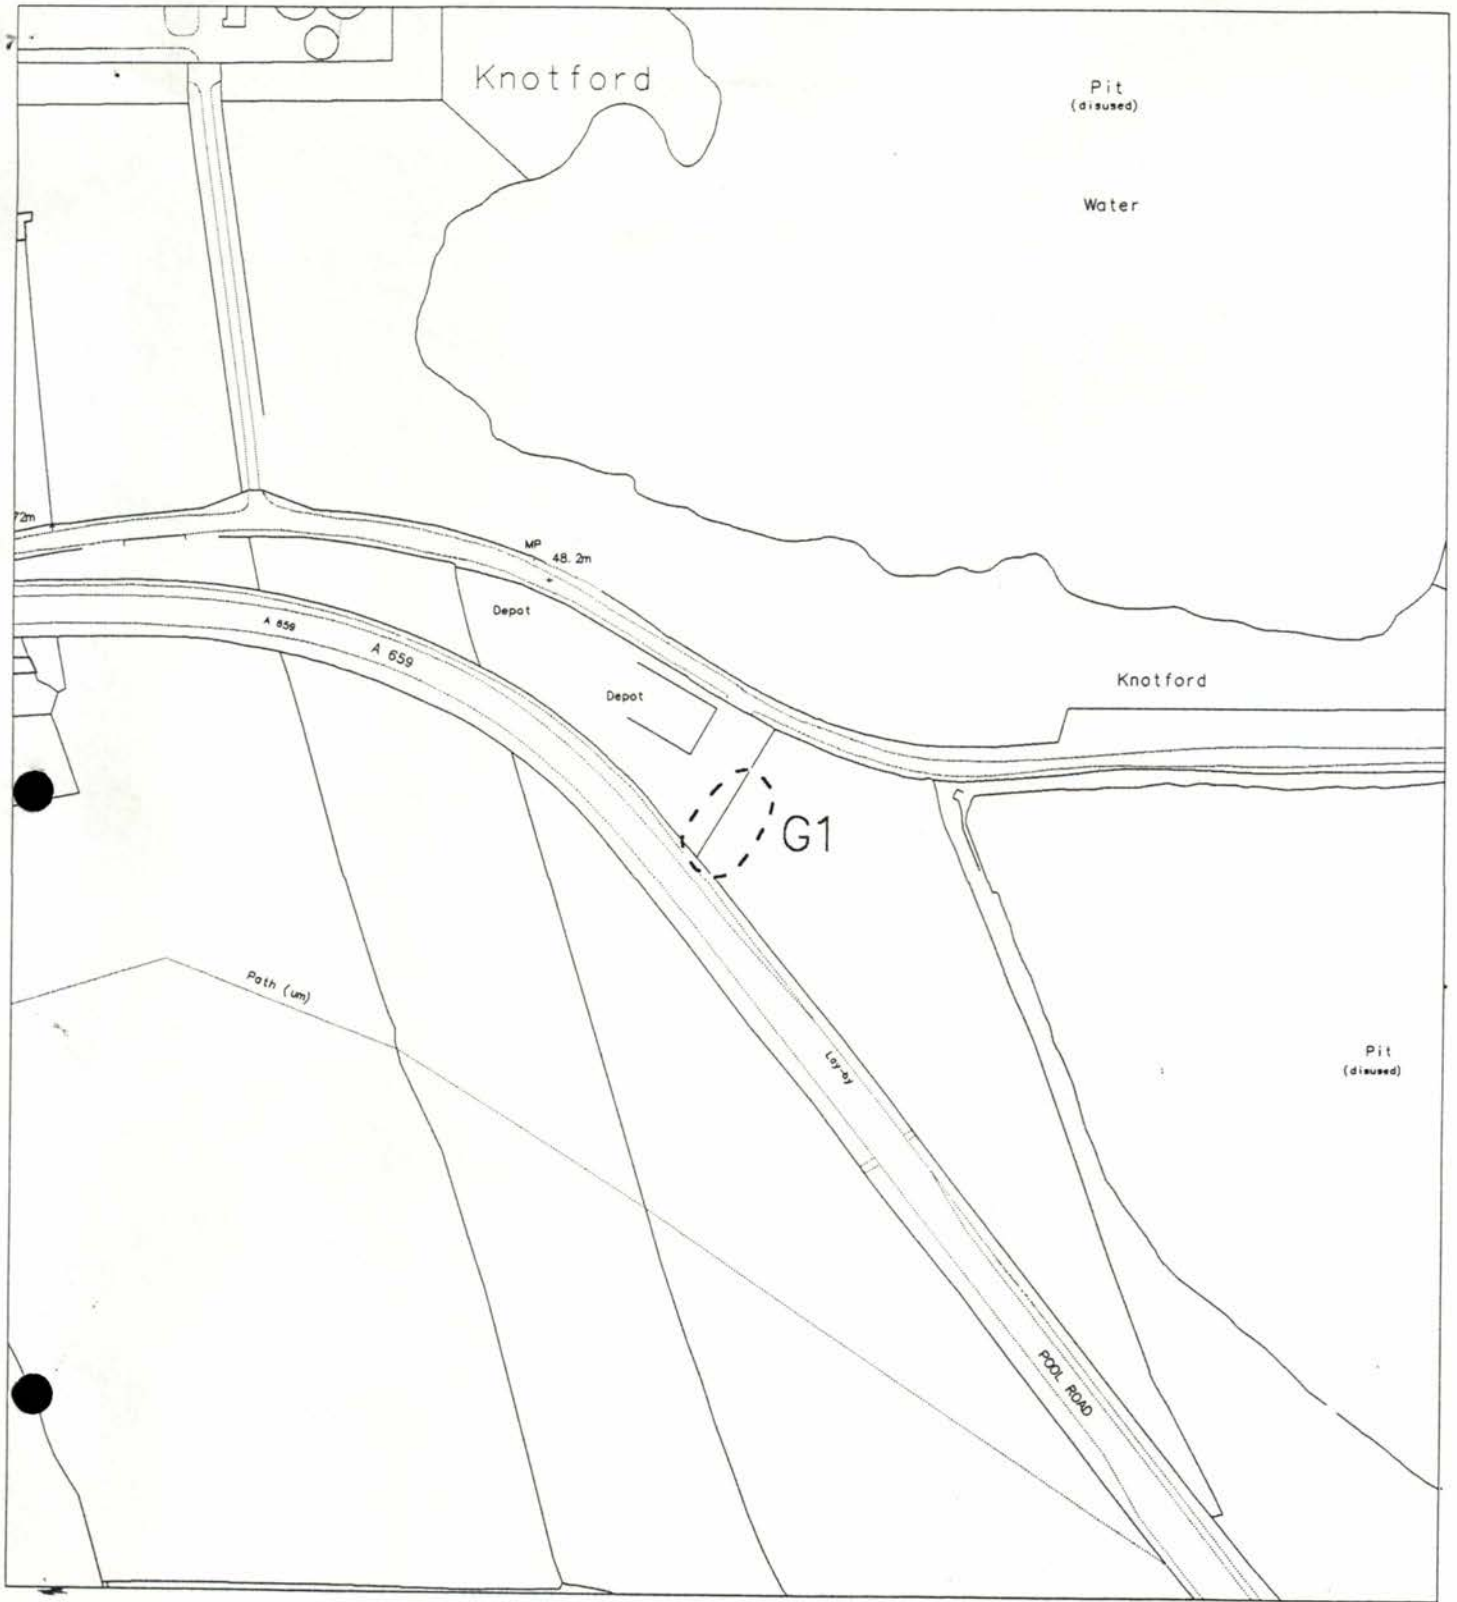 Knotford
Pit
(disused)
Water
72m
MP
48.2m
Depot
A 659
A 659
Depot
Knotford
G1
Path (um)
Lay-by
Pit
(disused)
POOL ROAD